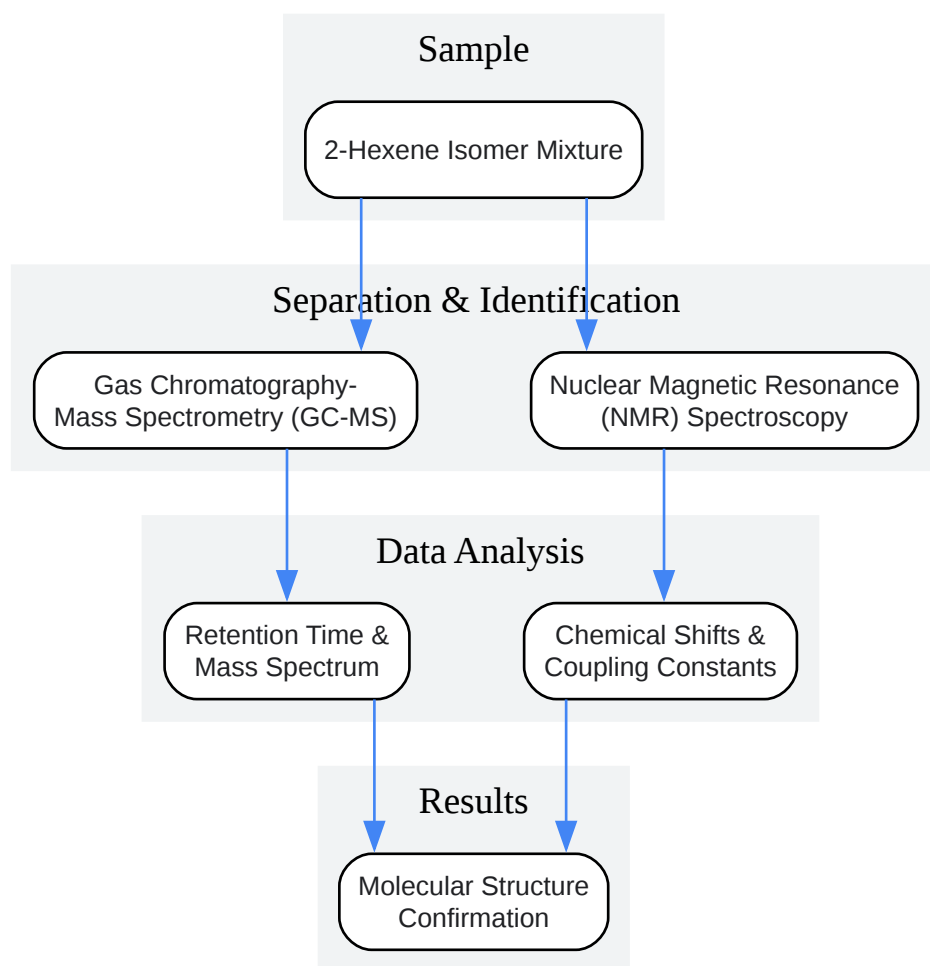 Sample
2-Hexene Isomer Mixture
Separation & Identification
Gas Chromatography-
Mass Spectrometry (GC-MS)
Nuclear Magnetic Resonance
(NMR) Spectroscopy
Data Analysis
Retention Time &
Mass Spectrum
Chemical Shifts &
Coupling Constants
Results
Molecular Structure
Confirmation